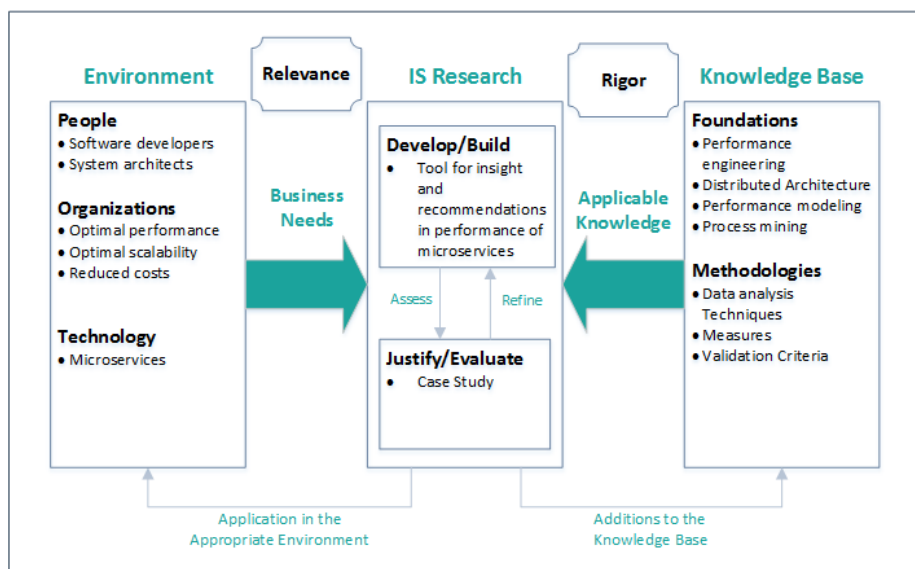 Environment
Relevance
IS Research
Rigor
Knowledge Base
People
• Software developers
• System architects
Organizations
• Optimal performance
• Optimal scalability
• Reduced costs
Technology
• Microservices
Business
Needs
Develop/Build
• Tool for insight
and
recommendations
in performance of
microservices
Assess
Refine
Justify/Evaluate
• Case Study
Applicable
Knowledge
Foundations
• Performance
engineering
• Distributed Architecture
• Performance modeling
• Process mining
Methodologies
• Data analysis
Techniques
• Measures
• Validation Criteria
Application in the
Appropriate Environment
Additions to the
Knowledge Base